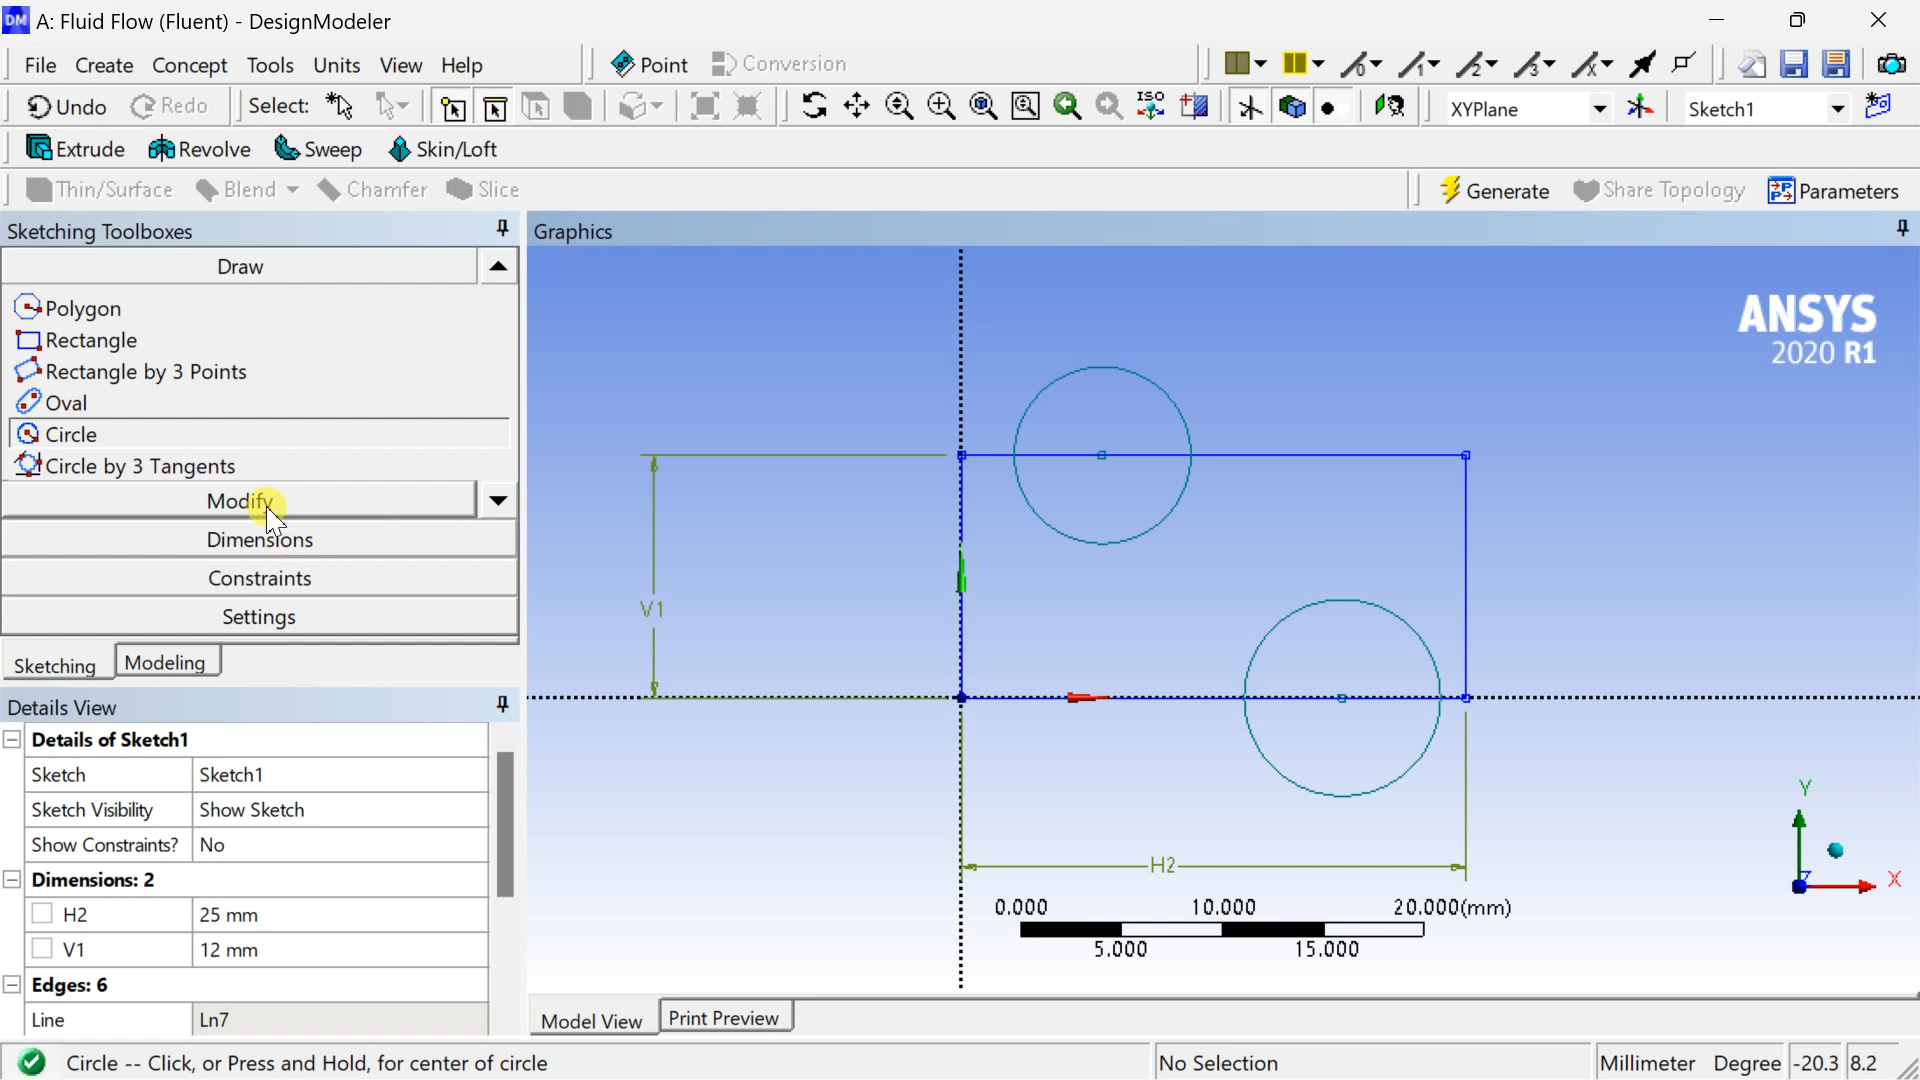 DM A: Fluid Flow (Fluent) - DesignModeler
File Create Concept Tools Units View Help Point Conversion
Undo Redo Select: ISO XYPlane Sketch1
Extrude Revolve Sweep Skin/Loft
Thin/Surface Blend Chamfer Slice Generate Share Topology Parameters
Sketching Toolboxes
Graphics
Draw
Polygon
Rectangle
Rectangle by 3 Points
Oval
Circle
Circle by 3 Tangents
Modify
Dimensions
Constraints
Settings
Sketching Modeling
Details View
Details of Sketch1
Sketch Sketch1
Sketch Visibility Show Sketch
Show Constraints? No
Dimensions: 2
H2 25 mm
V1 12 mm
Edges: 6
Line Ln7
ANSYS
2020 R1
V1
H2
0.000 10.000 20.000(mm)
5.000 15.000
Y
Z
X
Model View Print Preview
Circle -- Click, or Press and Hold, for center of circle No Selection Millimeter Degree -20.3 8.2